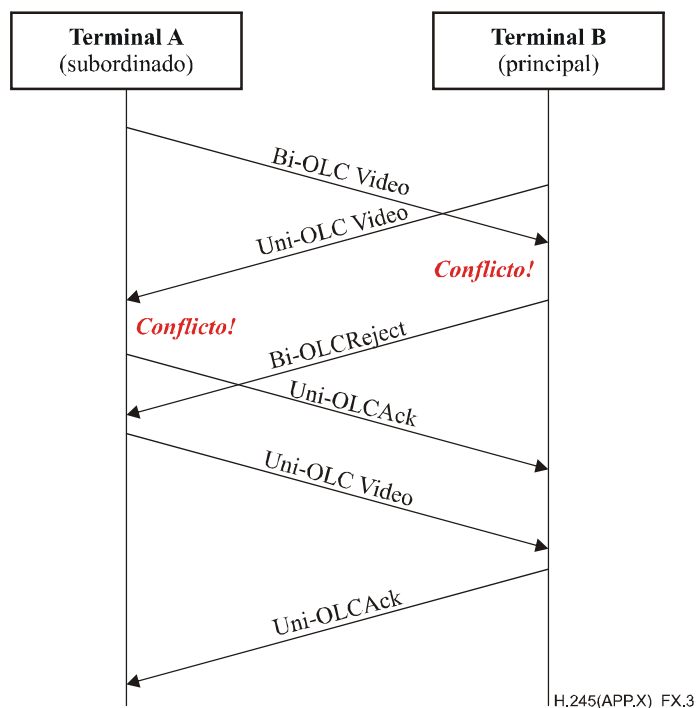 Terminal A
(subordinado)
Terminal B
(principal)
Bi-OLC Video
Uni-OLC Video
Conflicto!
Conflicto!
Bi-OLCReject
Uni-OLCAck
Uni-OLC Video
Uni-OLCAck
H.245(APP.X)_FX.3